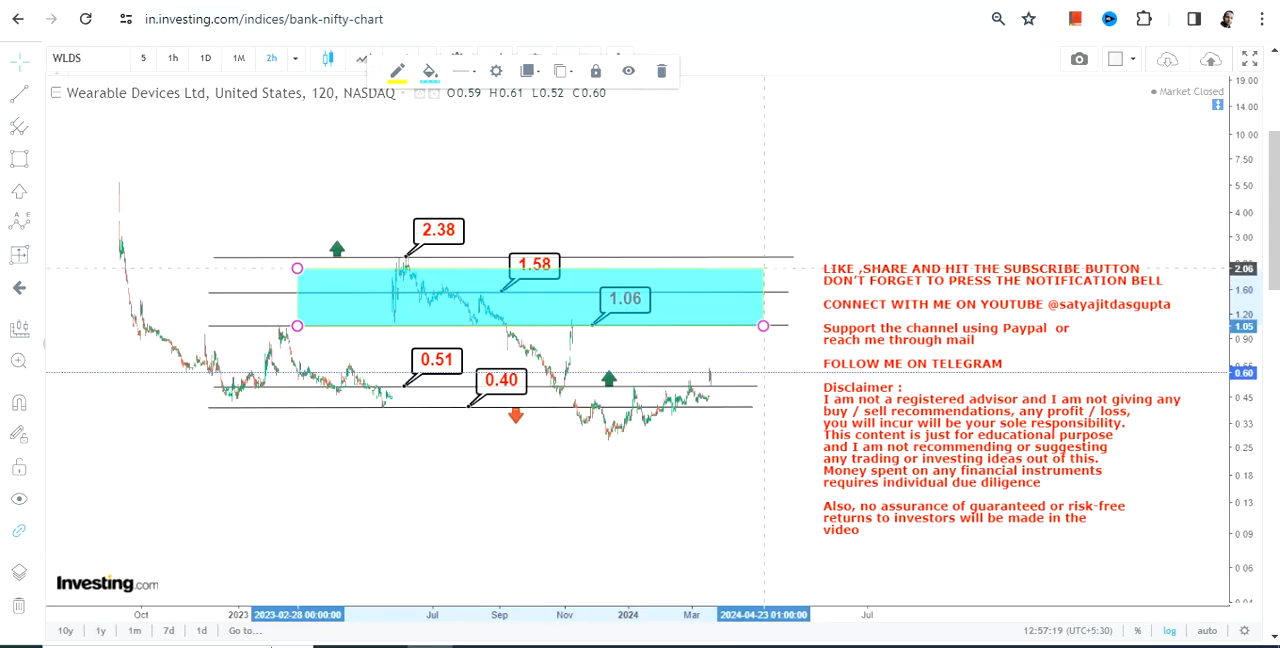 in.investing.com/indices/bank-nifty-chart
WLDS 5 1h 1D 1M 2h
Wearable Devices Ltd, United States, 120, NASDAQ O0.59 H0.61 L0.52 C0.60
Market Closed
19.00
14.00
10.00
7.50
5.50
4.00
3.00
2.06
1.60
1.20
1.05
0.90
0.60
0.45
0.33
0.25
0.18
0.13
0.09
0.06
2.38
1.58
1.06
0.51
0.40
LIKE ,SHARE AND HIT THE SUBSCRIBE BUTTON
DON'T FORGET TO PRESS THE NOTIFICATION BELL
CONNECT WITH ME ON YOUTUBE @satyajitdasgupta
Support the channel using Paypal or
reach me through mail
FOLLOW ME ON TELEGRAM
Disclaimer :
I am not a registered advisor and I am not giving any
buy / sell recommendations, any profit / loss,
you will incur will be your sole responsibility.
This content is just for educational purpose
and I am not recommending or suggesting
any trading or investing ideas out of this.
Money spent on any financial instruments
requires individual due diligence
Also, no assurance of guaranteed or risk-free
returns to investors will be made in the
video
Investing.com
Oct 2023 2023-02-28 00:00:00 Jul Sep Nov 2024 Mar 2024-04-23 01:00:00 Jul
10y 1y 1m 7d 1d Go to... 12:57:19 (UTC+5:30) % log auto